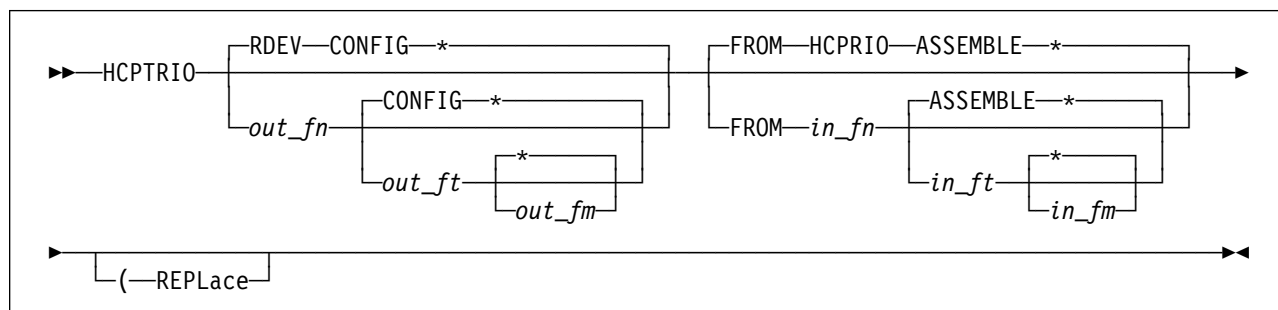 RDEV CONFIG * FROM HCPRIO ASSEMBLE *
HCPTRIO
CONFIG * ASSEMBLE *
out_fn FROM in_fn
* *
out_ft in_ft
out_fm in_fm
( REPLace